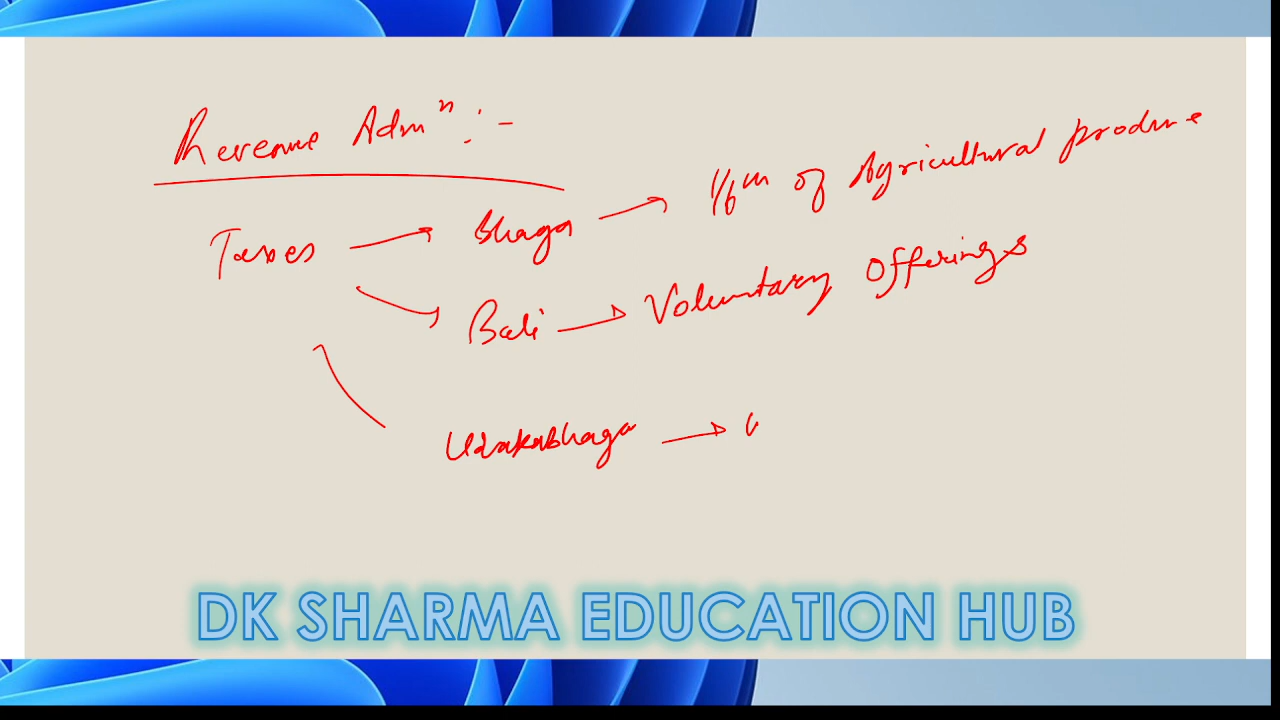 Revenue Admⁿ :-
Taxes → Bhaga → 1/6th of Agricultural produce
Bali → Voluntary Offerings
Udakabhaga →
DK SHARMA EDUCATION HUB